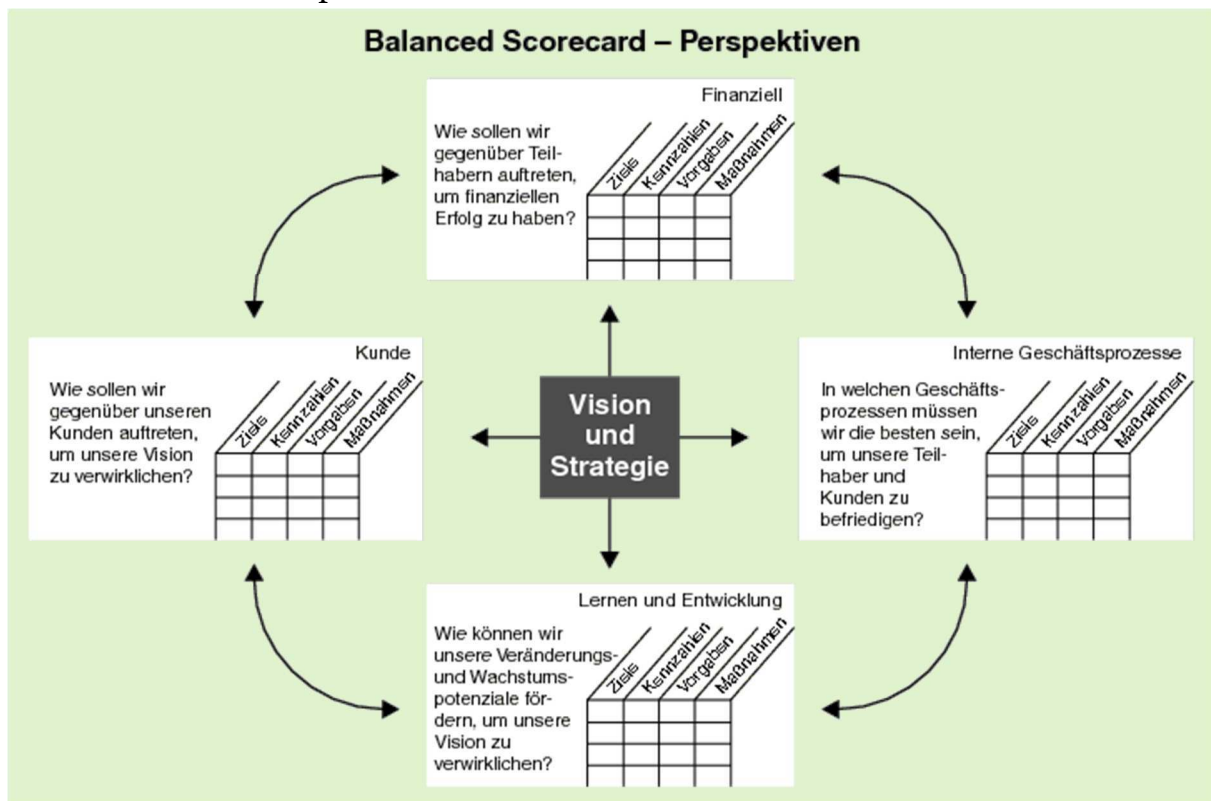 Balanced Scorecard – Perspektiven
Finanziell
Wie sollen wir
gegenüber Teil-
habern auftreten,
um finanziellen
Erfolg zu haben?
Ziele
Kennzahlen
Vorgaben
Maßnahmen
Kunde
Wie sollen wir
gegenüber unseren
Kunden auftreten,
um unsere Vision
zu verwirklichen?
Ziele
Kennzahlen
Vorgaben
Maßnahmen
Vision
und
Strategie
Interne Geschäftsprozesse
In welchen Geschäfts-
prozessen müssen
wir die besten sein,
um unsere Teil-
haber und
Kunden zu
befriedigen?
Ziele
Kennzahlen
Vorgaben
Maßnahmen
Lernen und Entwicklung
Wie können wir
unsere Veränderungs-
und Wachstums-
potenziale för-
dern, um unsere
Vision zu
verwirklichen?
Ziele
Kennzahlen
Vorgaben
Maßnahmen